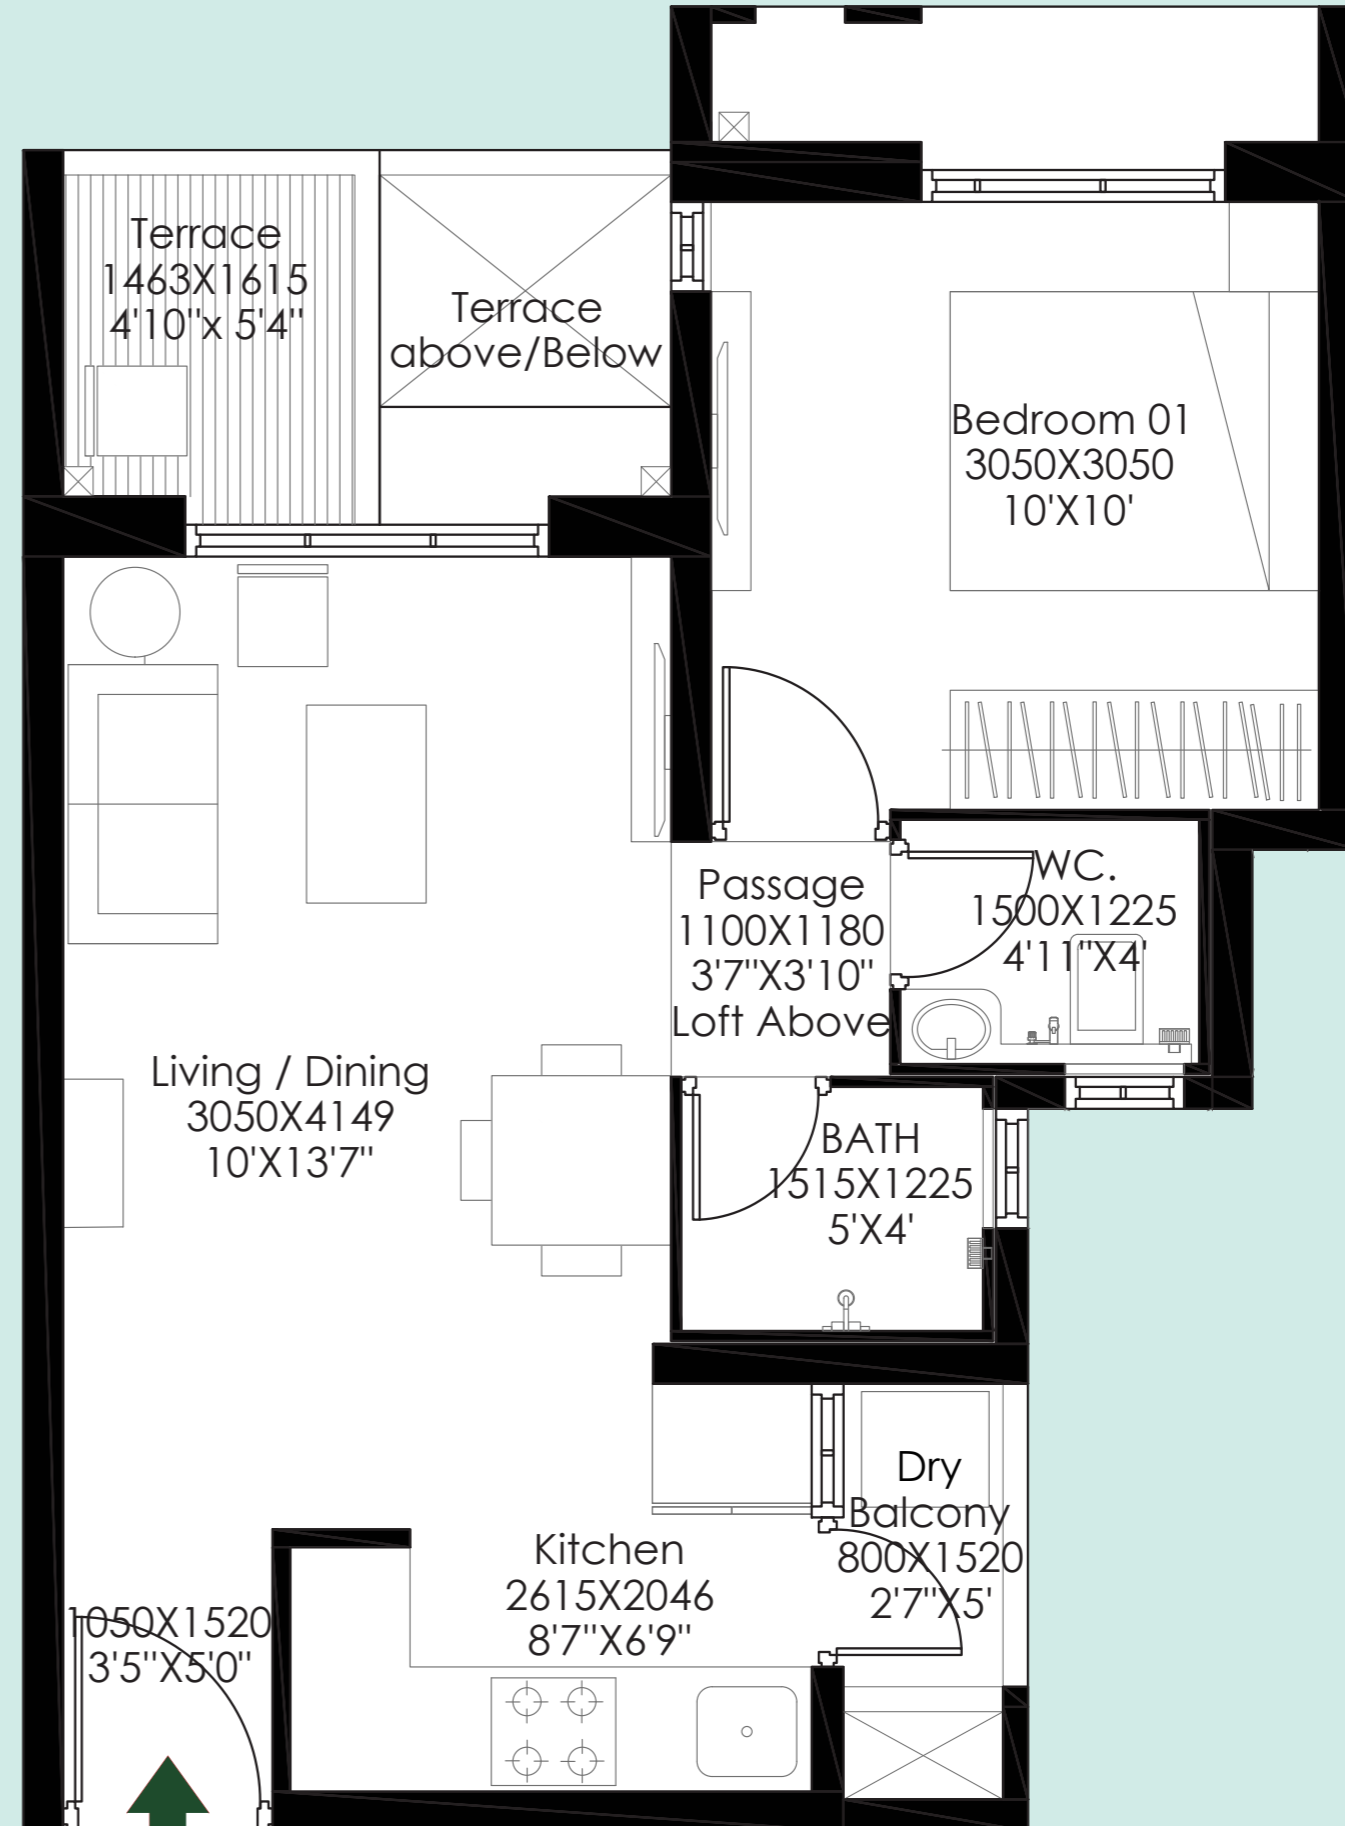 Terrace
1463X1615
4'10"x 5'4"
Terrace
above/Below
Bedroom 01
3050X3050
10'X10'
Passage
1100X1180
3'7"X3'10"
Loft Above
WC.
1500X1225
4'11"X4'
Living / Dining
3050X4149
10'X13'7"
BATH
1515X1225
5'X4'
Dry
Balcony
800X1520
2'7"X5'
Kitchen
2615X2046
8'7"X6'9"
1050X1520
3'5"X5'0"